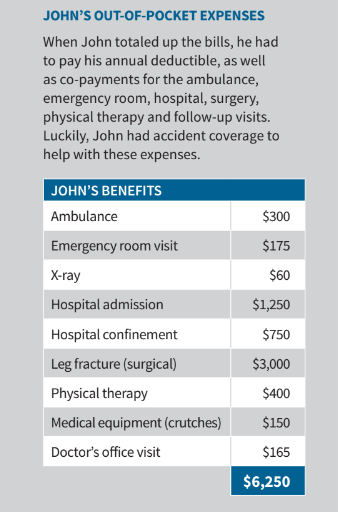 JOHN'S OUT-OF-POCKET EXPENSES
When John totaled up the bills, he had
to pay his annual deductible, as well
as co-payments for the ambulance,
emergency room, hospital, surgery,
physical therapy and follow-up visits.
Luckily, John had accident coverage to
help with these expenses.
JOHN'S BENEFITS
Ambulance $300
Emergency room visit $175
X-ray $60
Hospital admission $1,250
Hospital confinement $750
Leg fracture (surgical) $3,000
Physical therapy $400
Medical equipment (crutches) $150
Doctor's office visit $165
$6,250